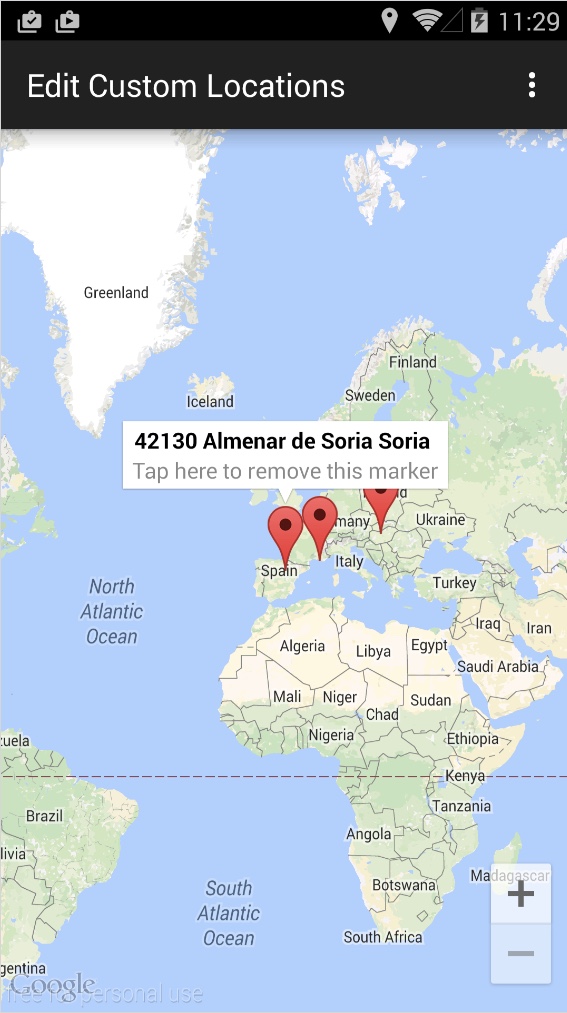 11:29
Edit Custom Locations
Greenland
Finland
Iceland
Sweden
42130 Almenar de Soria Soria
Tap here to remove this marker
many
Ukraine
Spain
Italy
Turkey
North
Atlantic
Ocean
Iraq
Iran
Algeria
Libya
Egypt
Saudi Arabia
Mali
Niger
Sudan
Chad
Nigeria
Ethiopia
zuela
Kenya
Tanzania
Brazil
Angola
livia
Madagascar
Botswana
South
Atlantic
Ocean
South Africa
gentina
Google
free for personal use